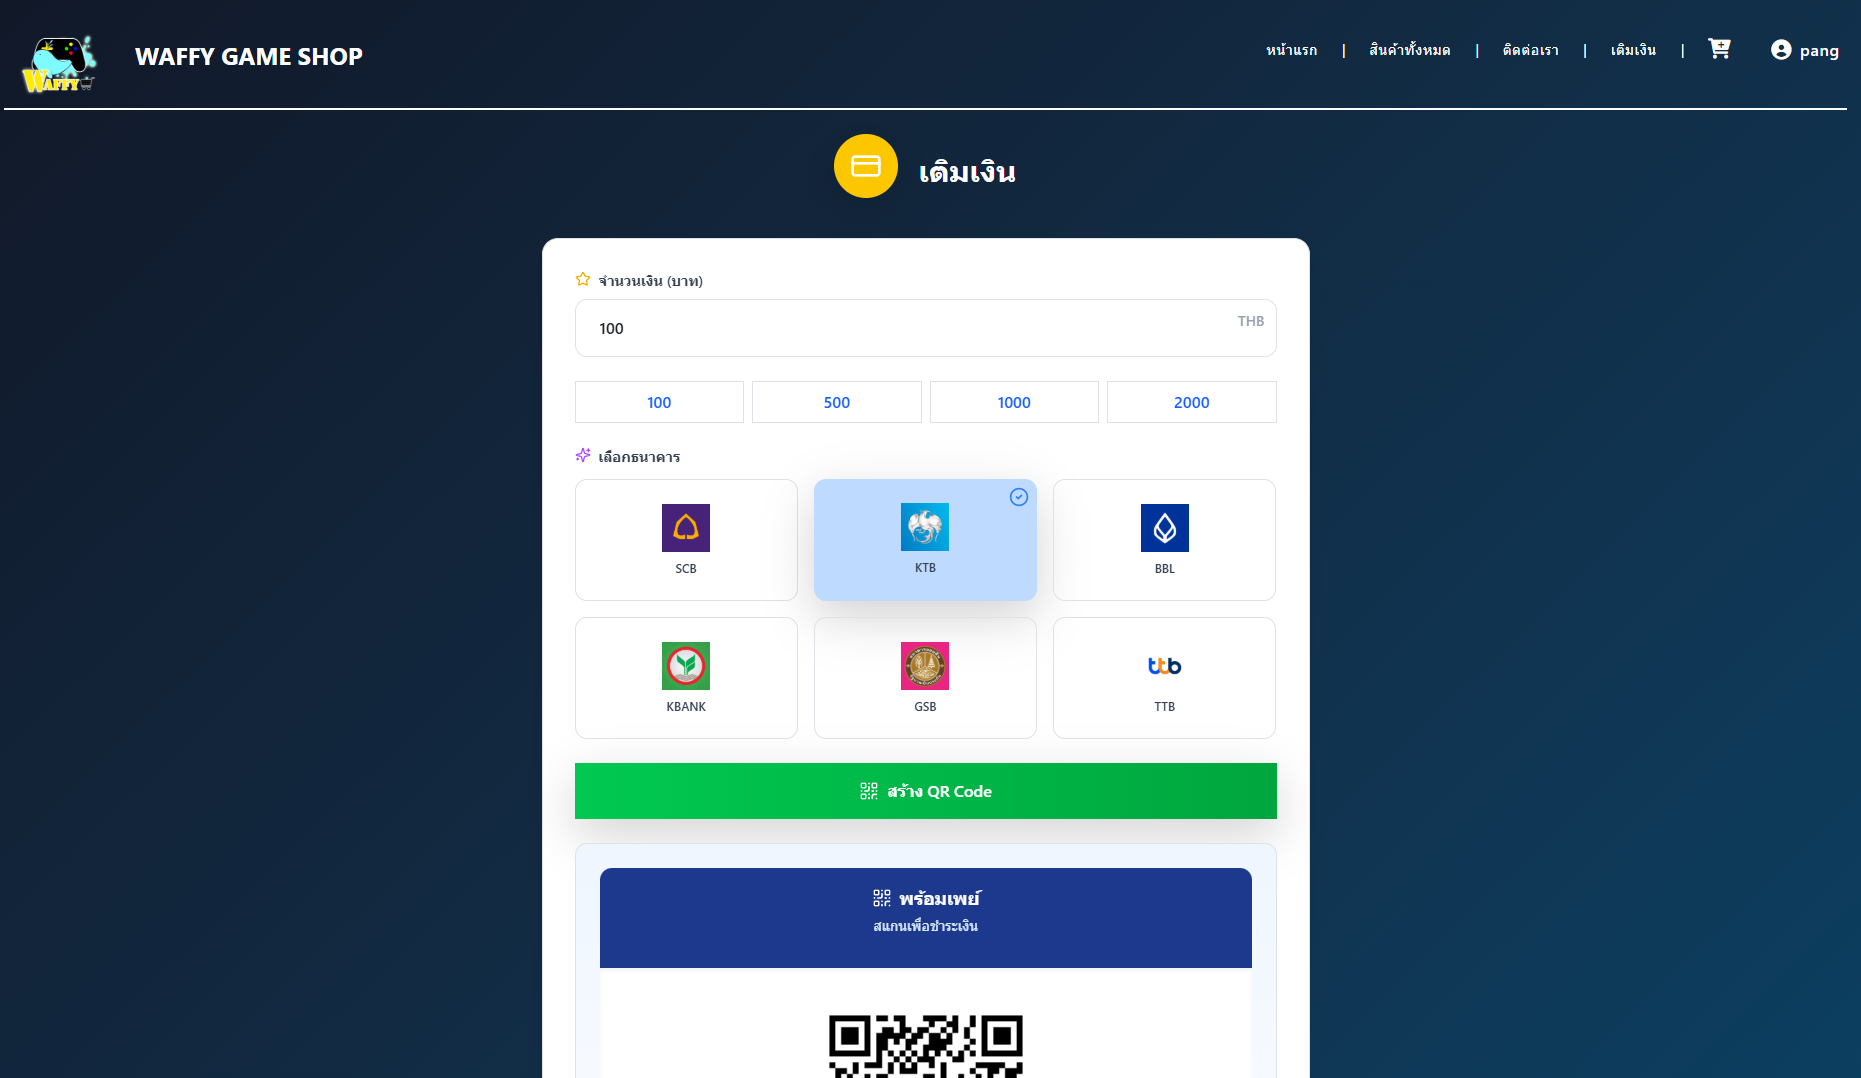 WAFFY
WAFFY GAME SHOP
หน้าแรก | สินค้าทั้งหมด | ติดต่อเรา | เติมเงิน |
pang
เติมเงิน
จำนวนเงิน (บาท)
100 THB
100 500 1000 2000
เลือกธนาคาร
SCB KTB BBL
ttb
KBANK GSB TTB
สร้าง QR Code
พร้อมเพย์
สแกนเพื่อชำระเงิน